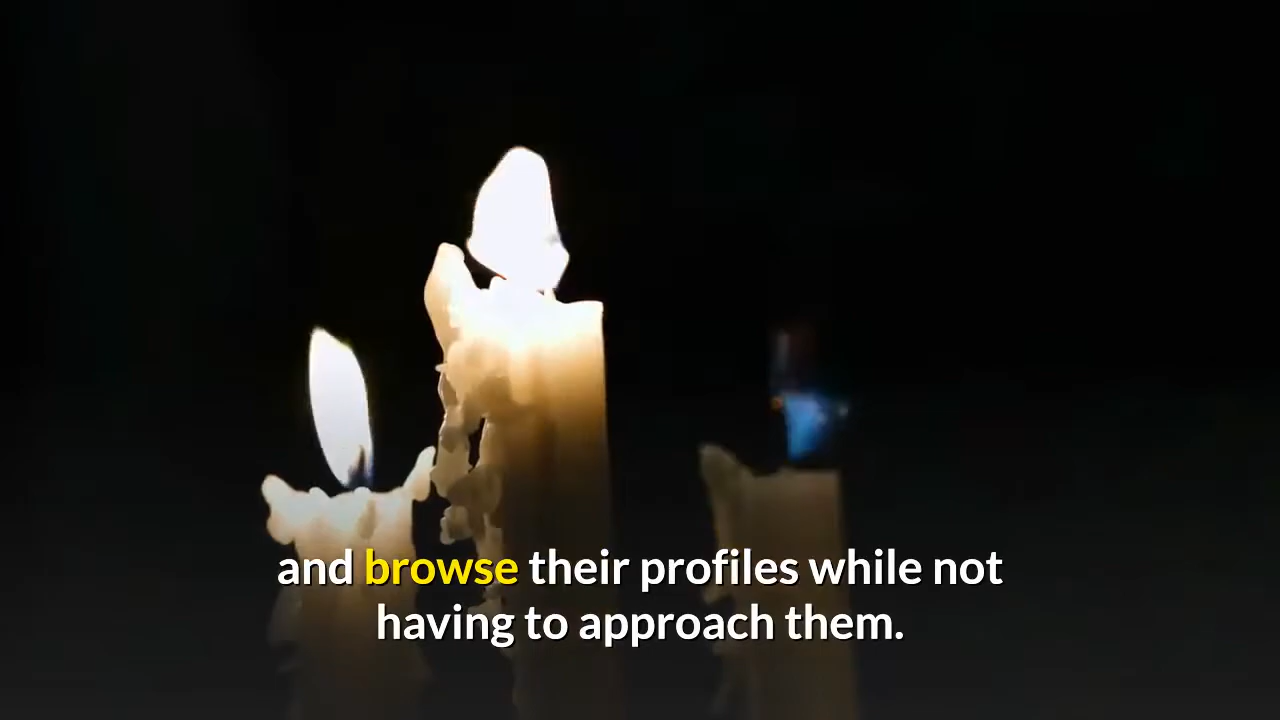 and browse their profiles while not
having to approach them.